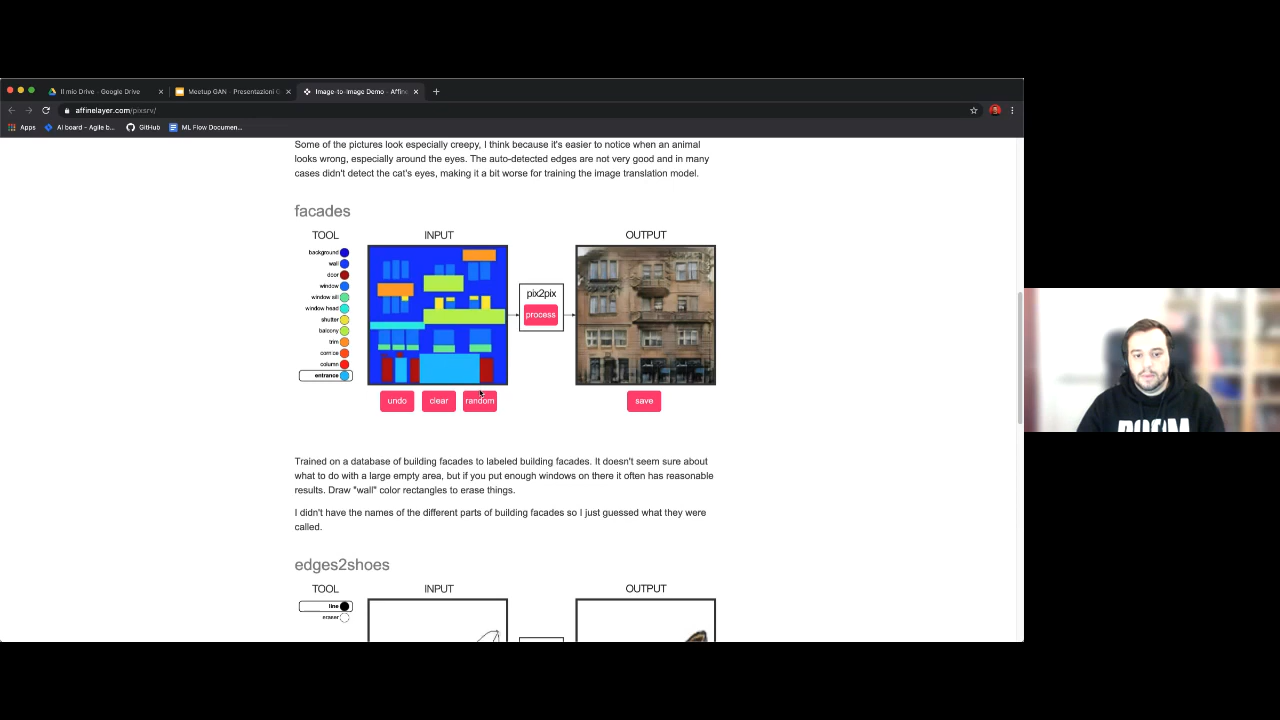 Il mio Drive - Google Drive
Meetup GAN - Presentazioni G
Image-to-Image Demo - Affine
affinelayer.com/pixsrv/
Apps
AI board - Agile b...
GitHub
ML Flow Documen...
Some of the pictures look especially creepy, I think because it's easier to notice when an animal
looks wrong, especially around the eyes. The auto-detected edges are not very good and in many
cases didn't detect the cat's eyes, making it a bit worse for training the image translation model.
facades
TOOL
INPUT
OUTPUT
background
wall
door
window
window sill
window head
shutter
balcony
trim
cornice
column
entrance
pix2pix
process
undo
clear
random
save
Trained on a database of building facades to labeled building facades. It doesn't seem sure about
what to do with a large empty area, but if you put enough windows on there it often has reasonable
results. Draw "wall" color rectangles to erase things.
I didn't have the names of the different parts of building facades so I just guessed what they were
called.
edges2shoes
TOOL
INPUT
OUTPUT
line
eraser